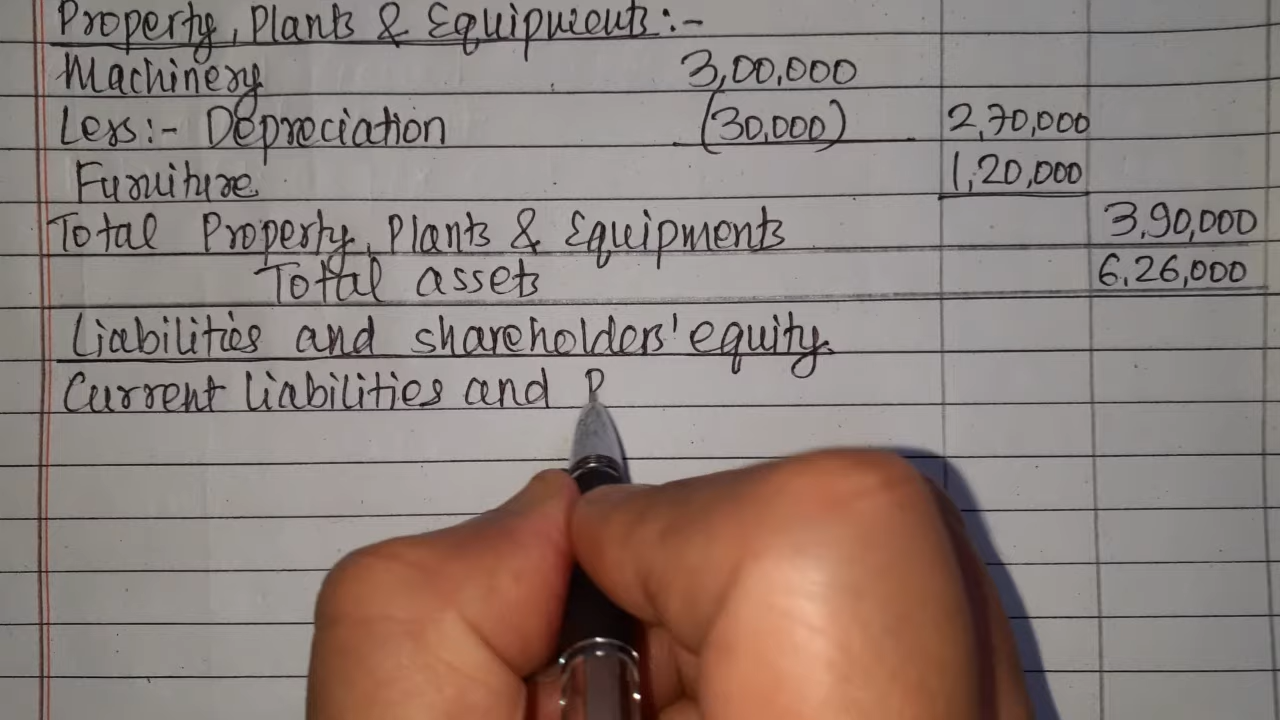 Property, Plants & Equipments:-
Machinery 3,00,000
Less:- Depreciation (30,000) 2,70,000
Furniture 1,20,000
Total Property, Plants & Equipments 3,90,000
Total assets 6,26,000
Liabilities and shareholders' equity.
Current liabilities and P